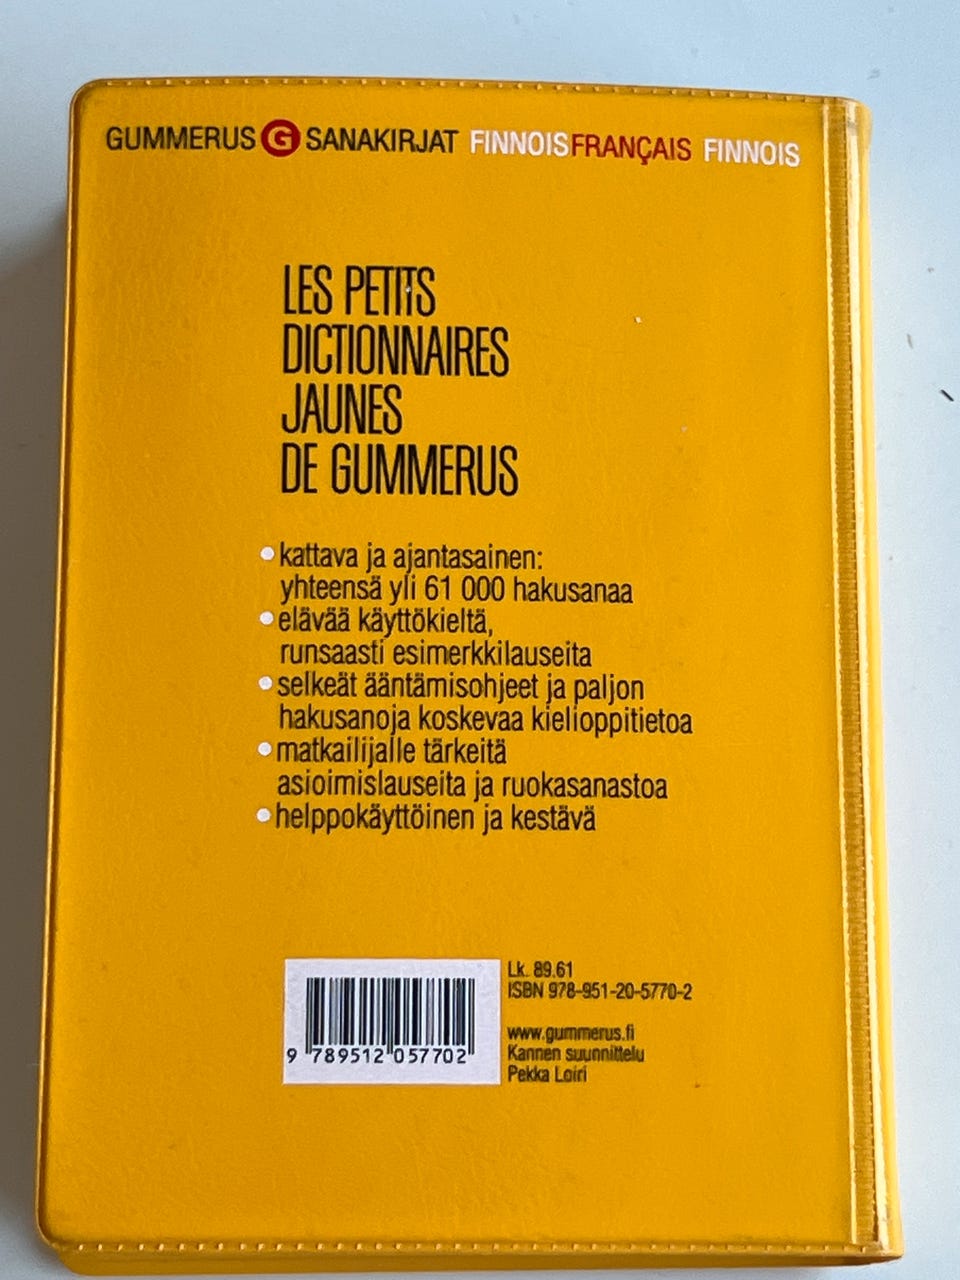 GUMMERUS G SANAKIRJAT FINNOISFRANÇAIS FINNOIS
LES PETITS
DICTIONNAIRES
JAUNES
DE GUMMERUS
• kattava ja ajantasainen:
yhteensä yli 61 000 hakusanaa
• elävää käyttökieltä,
runsaasti esimerkkilauseita
• selkeät ääntämisohjeet ja paljon
hakusanoja koskevaa kielioppitietoa
• matkailijalle tärkeitä
asioimislauseita ja ruokasanastoa
• helppokäyttöinen ja kestävä
Lk. 89.61
ISBN 978-951-20-5770-2
www.gummerus.fi
Kannen suunnittelu
Pekka Loiri
9 789512 057702